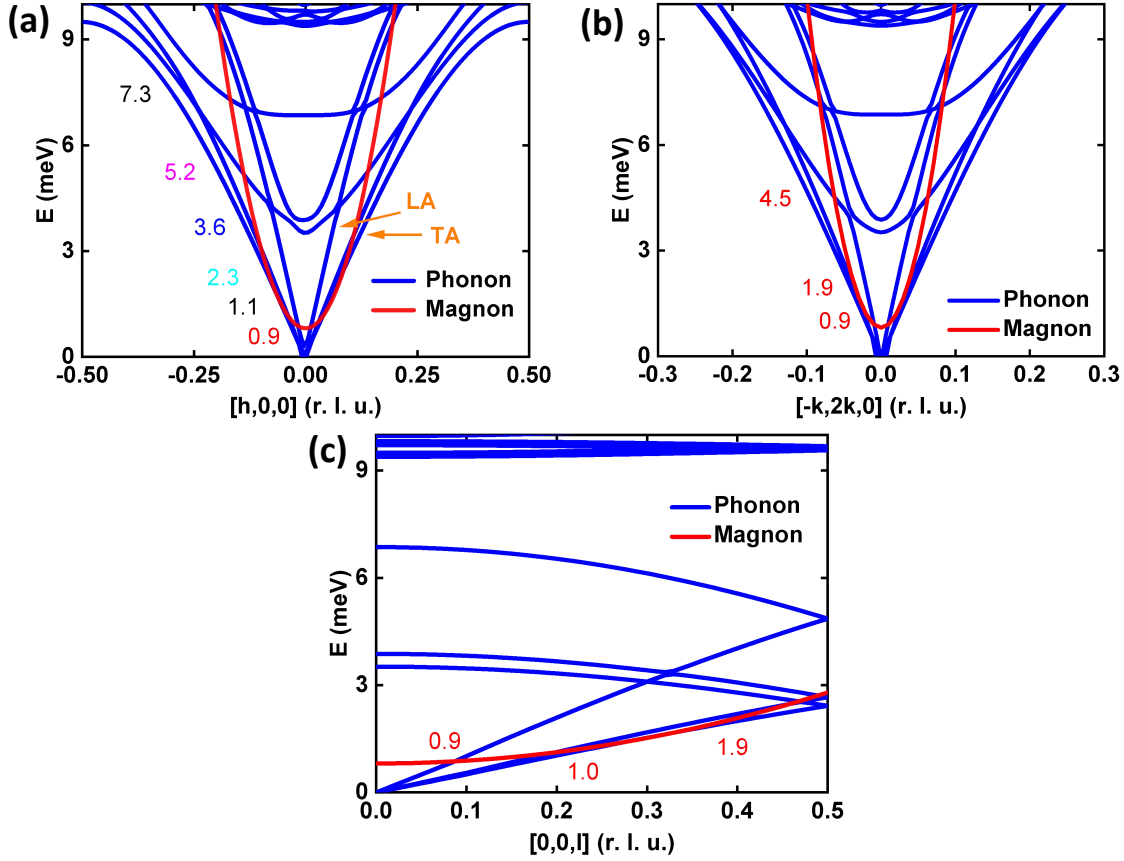 (a)
9
6
3
0
E (meV)
7.3
5.2
3.6
2.3
1.1
0.9
LA
TA
Phonon
Magnon
-0.50 -0.25 0.00 0.25 0.50
[h,0,0] (r. l. u.)
(b)
9
6
3
0
E (meV)
4.5
1.9
0.9
Phonon
Magnon
-0.3 -0.2 -0.1 0.0 0.1 0.2 0.3
[-k,2k,0] (r. l. u.)
(c)
9
6
3
0
E (meV)
Phonon
Magnon
0.9
1.0
1.9
0.0 0.1 0.2 0.3 0.4 0.5
[0,0,l] (r. l. u.)